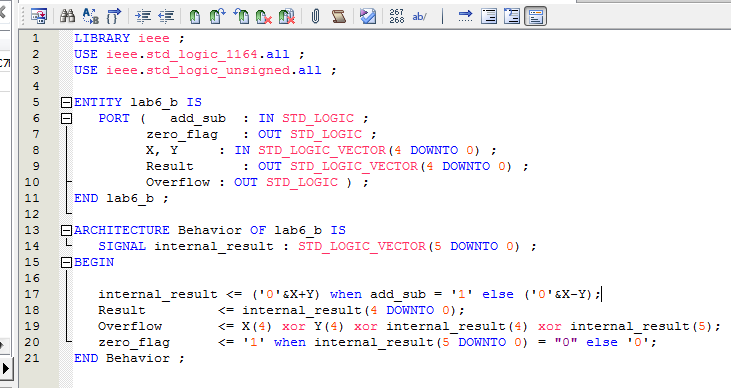 267
268
ab/
1 LIBRARY ieee ;
2 USE ieee.std_logic_1164.all ;
3 USE ieee.std_logic_unsigned.all ;
4
5 ENTITY lab6_b IS
6 PORT ( add_sub : IN STD_LOGIC ;
7 zero_flag : OUT STD_LOGIC ;
8 X, Y : IN STD_LOGIC_VECTOR(4 DOWNTO 0) ;
9 Result : OUT STD_LOGIC_VECTOR(4 DOWNTO 0) ;
10 Overflow : OUT STD_LOGIC ) ;
11 END lab6_b ;
12
13 ARCHITECTURE Behavior OF lab6_b IS
14 SIGNAL internal_result : STD_LOGIC_VECTOR(5 DOWNTO 0) ;
15 BEGIN
16
17 internal_result <= ('0'&X+Y) when add_sub = '1' else ('0'&X-Y);
18 Result <= internal_result(4 DOWNTO 0);
19 Overflow <= X(4) xor Y(4) xor internal_result(4) xor internal_result(5);
20 zero_flag <= '1' when internal_result(5 DOWNTO 0) = "0" else '0';
21 END Behavior ;